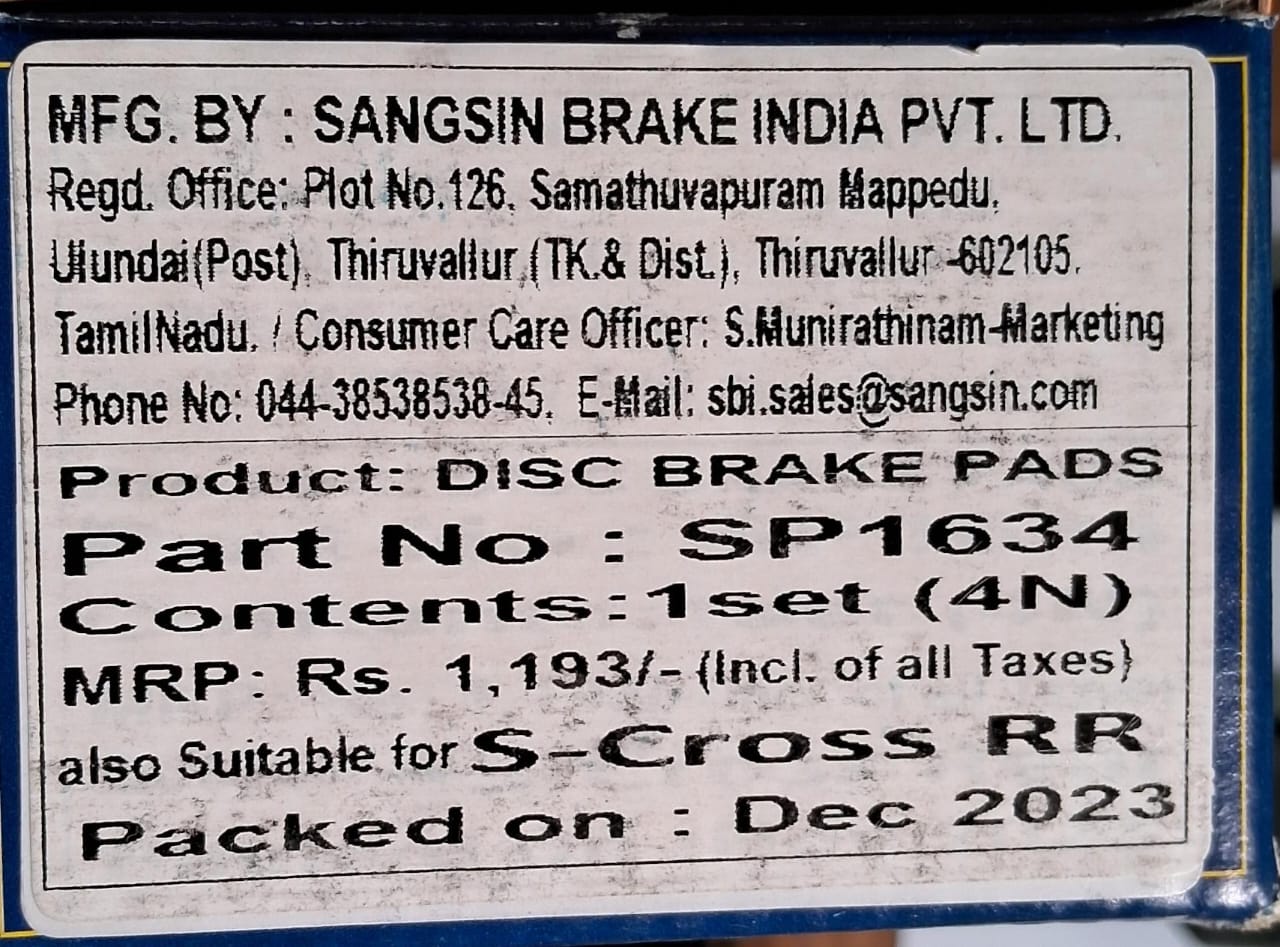 MFG. BY : SANGSIN BRAKE INDIA PVT. LTD.
Regd. Office: Plot No.126, Samathuvapuram Mappedu,
Ulundai(Post), Thiruvallur (TK.& Dist.), Thiruvallur -602105.
TamilNadu. / Consumer Care Officer: S.Munirathinam-Marketing
Phone No: 044-38538538-45, E-Mail: sbi.sales@sangsin.com
Product: DISC BRAKE PADS
Part No : SP1634
Contents:1set (4N)
MRP: Rs. 1,193/- (Incl. of all Taxes)
also Suitable for S-Cross RR
Packed on : Dec 2023